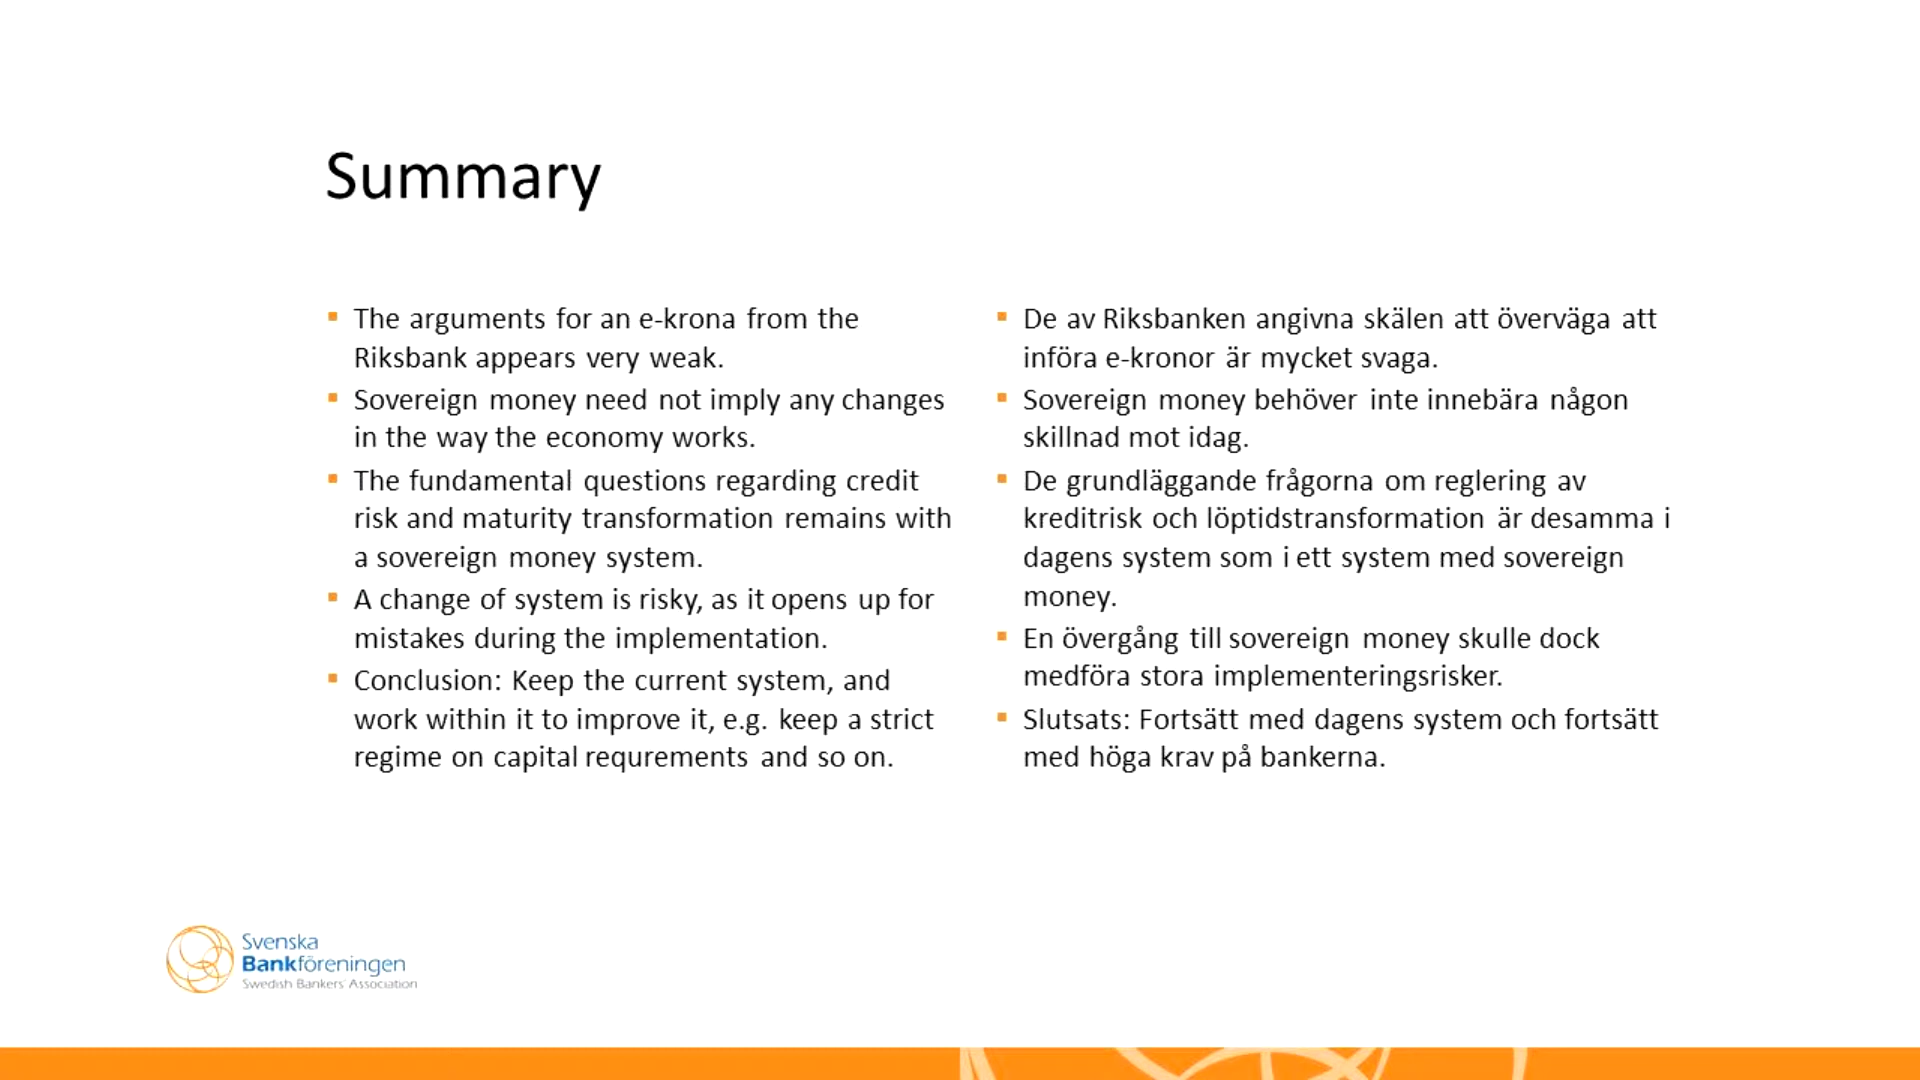 Summary
The arguments for an e-krona from the
Riksbank appears very weak.
Sovereign money need not imply any changes
in the way the economy works.
The fundamental questions regarding credit
risk and maturity transformation remains with
a sovereign money system.
A change of system is risky, as it opens up for
mistakes during the implementation.
Conclusion: Keep the current system, and
work within it to improve it, e.g. keep a strict
regime on capital requrements and so on.
De av Riksbanken angivna skälen att överväga att
införa e-kronor är mycket svaga.
Sovereign money behöver inte innebära någon
skillnad mot idag.
De grundläggande frågorna om reglering av
kreditrisk och löptidstransformation är desamma i
dagens system som i ett system med sovereign
money.
En övergång till sovereign money skulle dock
medföra stora implementeringsrisker.
Slutsats: Fortsätt med dagens system och fortsätt
med höga krav på bankerna.
Svenska
Bankföreningen
Swedish Bankers' Association